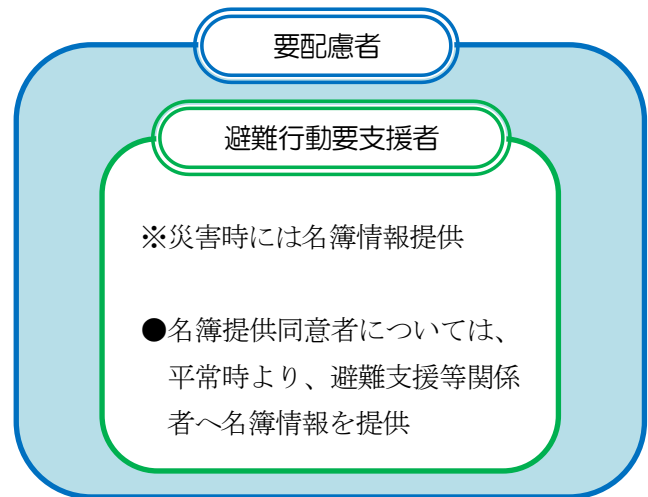 要配慮者
避難行動要支援者
※災害時には名簿情報提供
●名簿提供同意者については、
平常時より、避難支援等関係
者へ名簿情報を提供